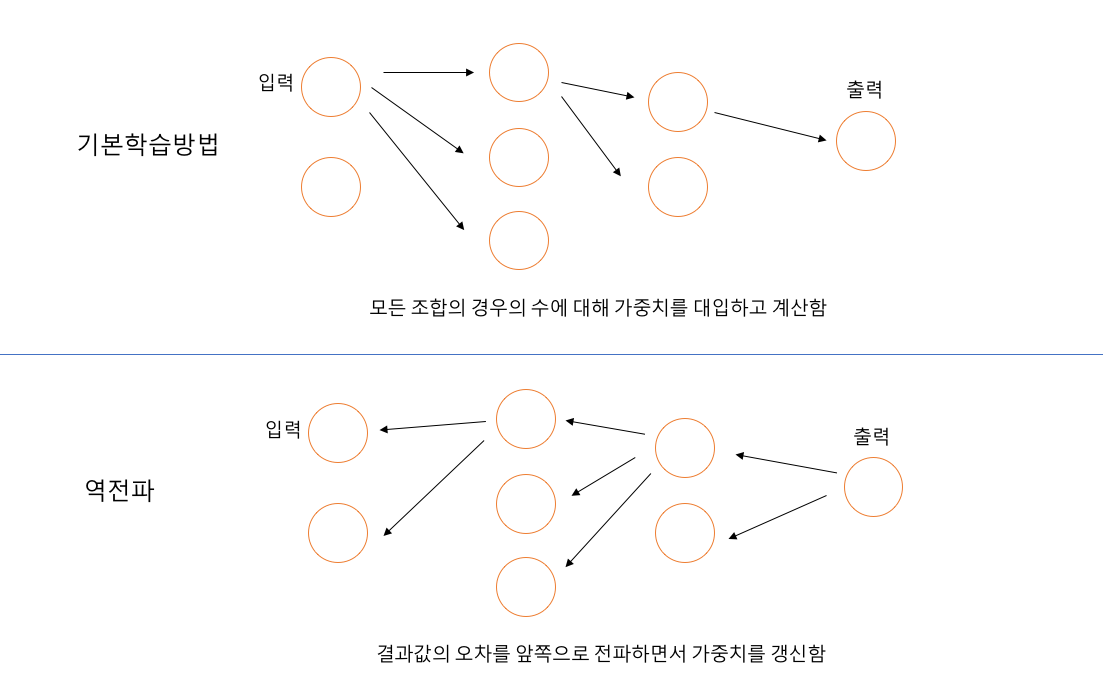 입력
출력
기본학습방법
모든 조합의 경우의 수에 대해 가중치를 대입하고 계산함
입력
출력
역전파
결과값의 오차를 앞쪽으로 전파하면서 가중치를 갱신함